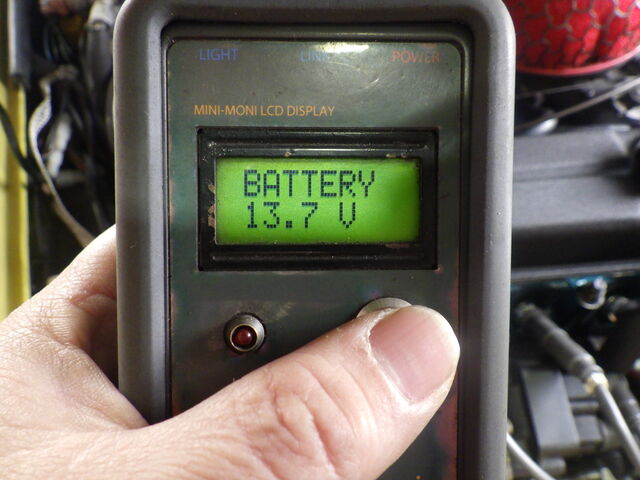 LIGHT LINK POWER
MINI-MONI LCD DISPLAY
BATTERY
13.7 V